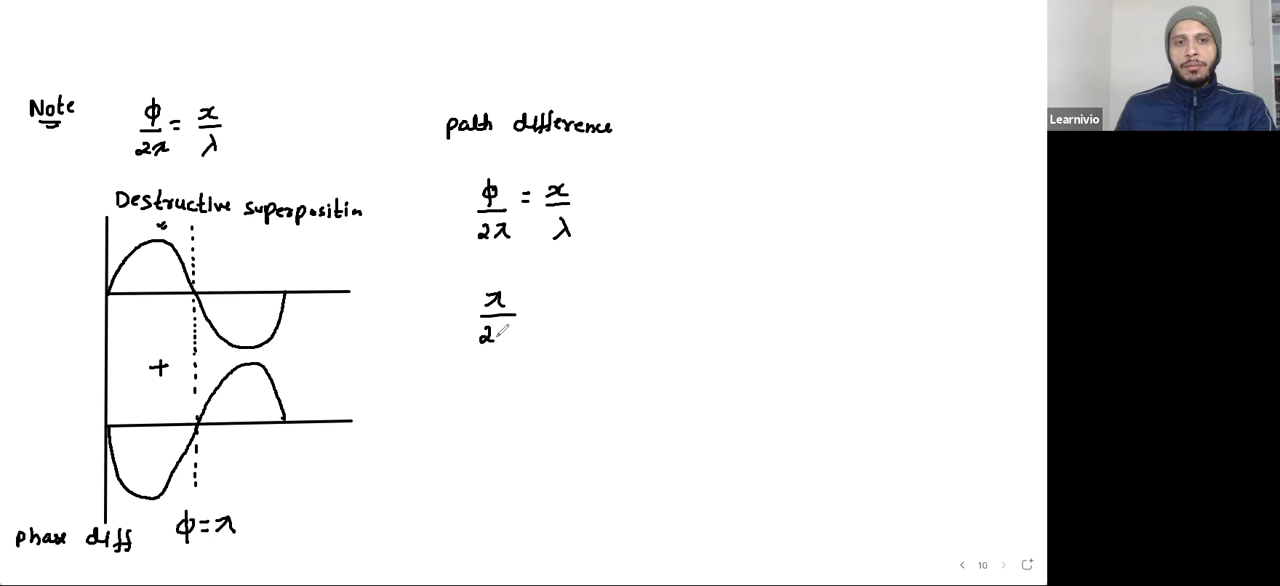 Note
ϕ/2π = x/λ
Destructive superposition
+
phase diff ϕ=π
path difference
ϕ/2π = x/λ
π/2
Learnivio
10